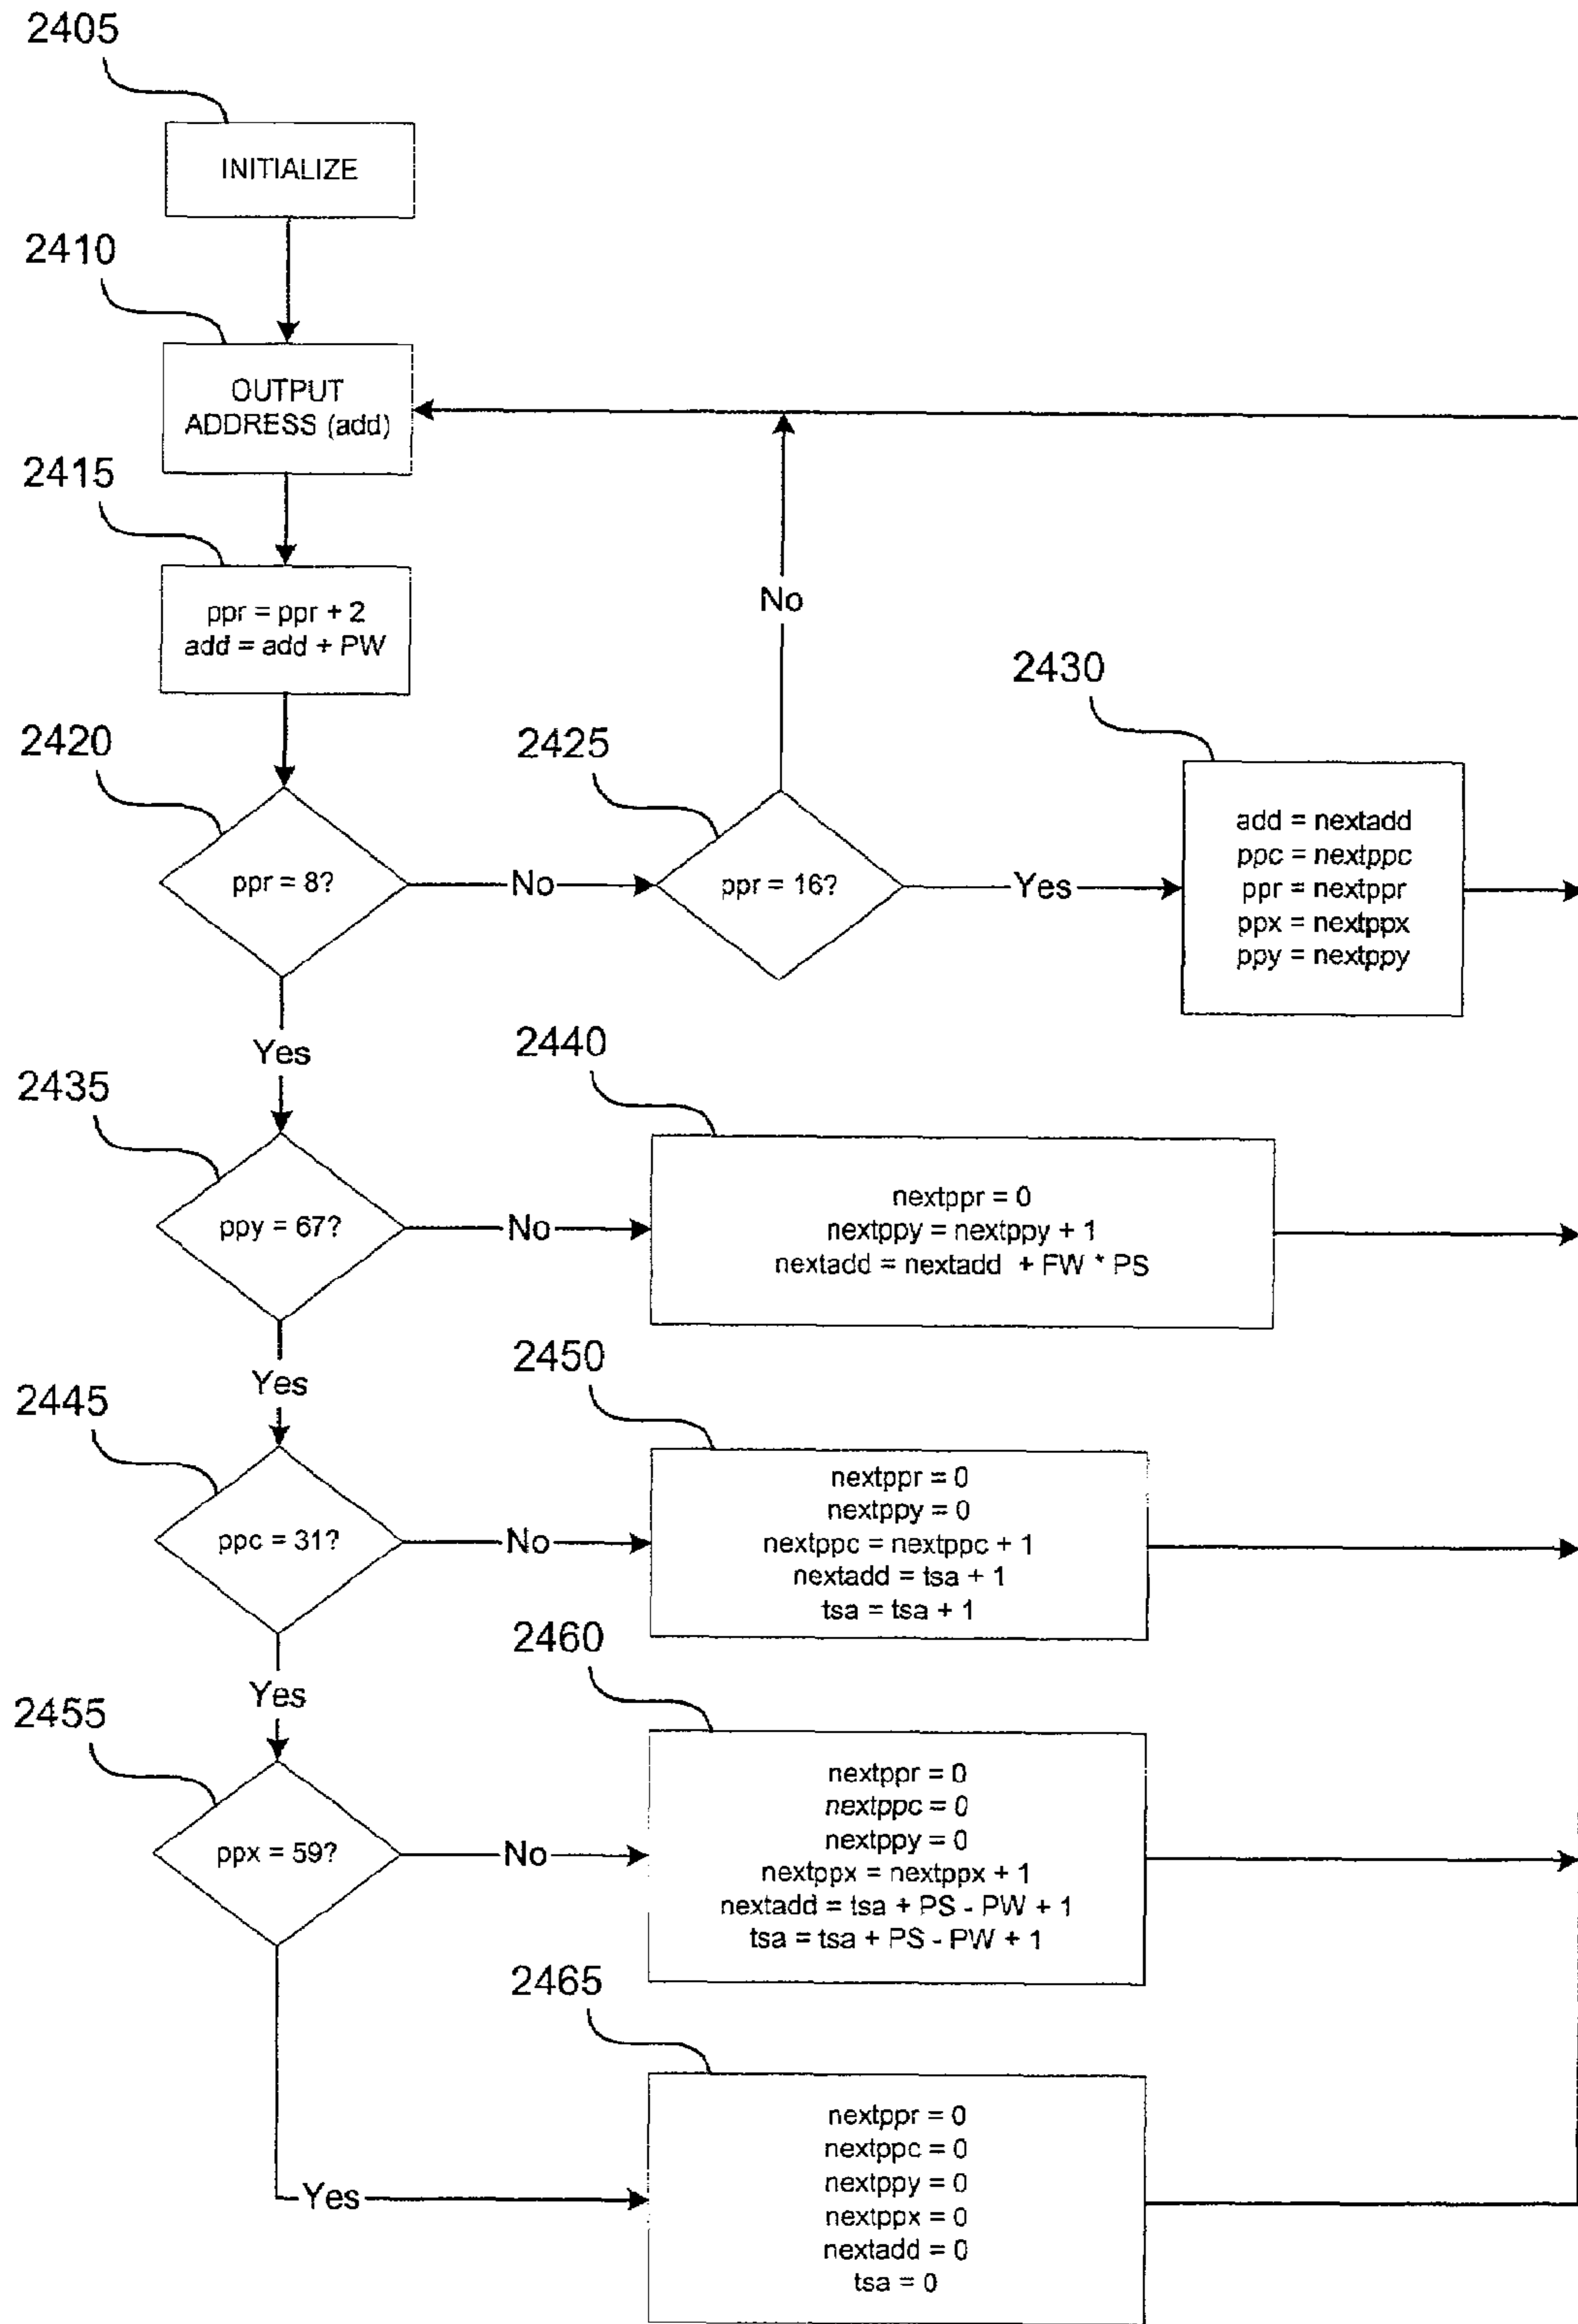 2405
INITIALIZE
2410
OUTPUT
ADDRESS (add)
2415
ppr = ppr + 2
add = add + PW
2420
ppr = 8?
No
2425
ppr = 16?
No
Yes
2430
add = nextadd
ppc = nextppc
ppr = nextppr
ppx = nextppx
ppy = nextppy
Yes
2435
ppy = 67?
No
2440
nextppr = 0
nextppy = nextppy + 1
nextadd = nextadd + FW * PS
Yes
2445
ppc = 31?
No
2450
nextppr = 0
nextppy = 0
nextppc = nextppc + 1
nextadd = tsa + 1
tsa = tsa + 1
Yes
2455
ppx = 59?
No
2460
nextppr = 0
nextppc = 0
nextppy = 0
nextppx = nextppx + 1
nextadd = tsa + PS - PW + 1
tsa = tsa + PS - PW + 1
Yes
2465
nextppr = 0
nextppc = 0
nextppy = 0
nextppx = 0
nextadd = 0
tsa = 0